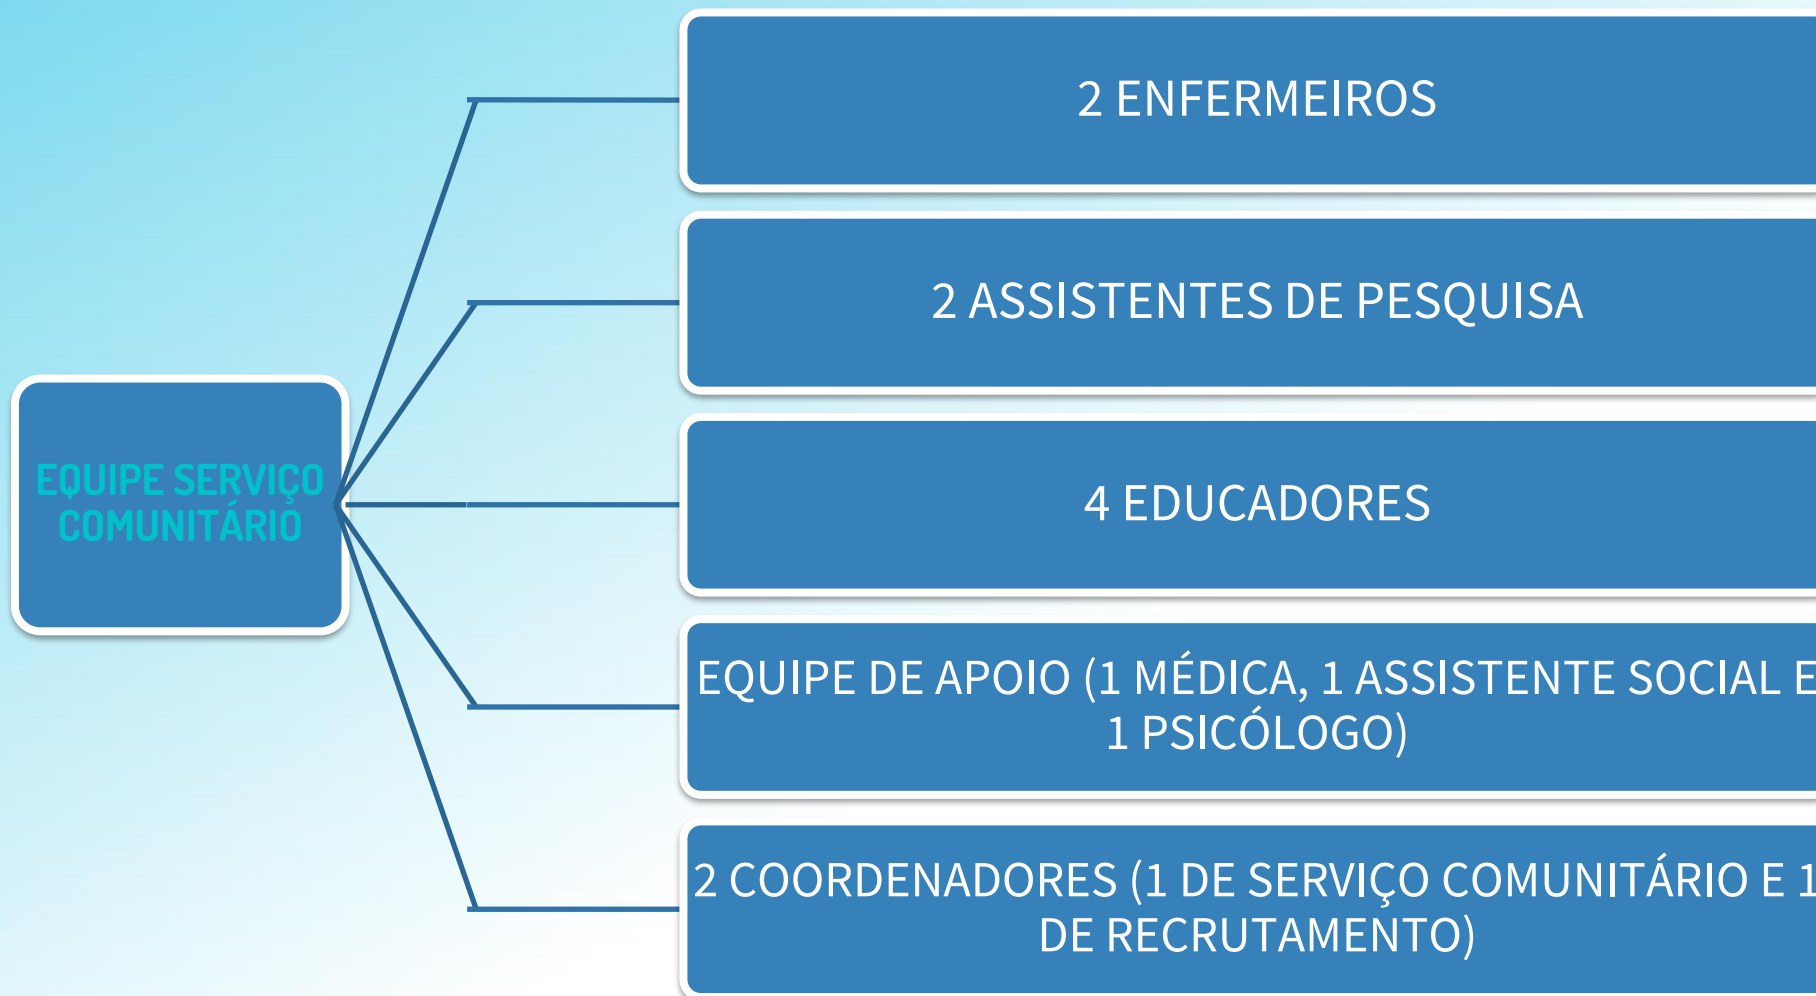 2 ENFERMEIROS
2 ASSISTENTES DE PESQUISA
EQUIPE SERVIÇO
COMUNITÁRIO
4 EDUCADORES
EQUIPE DE APOIO (1 MÉDICA, 1 ASSISTENTE SOCIAL E
1 PSICÓLOGO)
2 COORDENADORES (1 DE SERVIÇO COMUNITÁRIO E 1
DE RECRUTAMENTO)